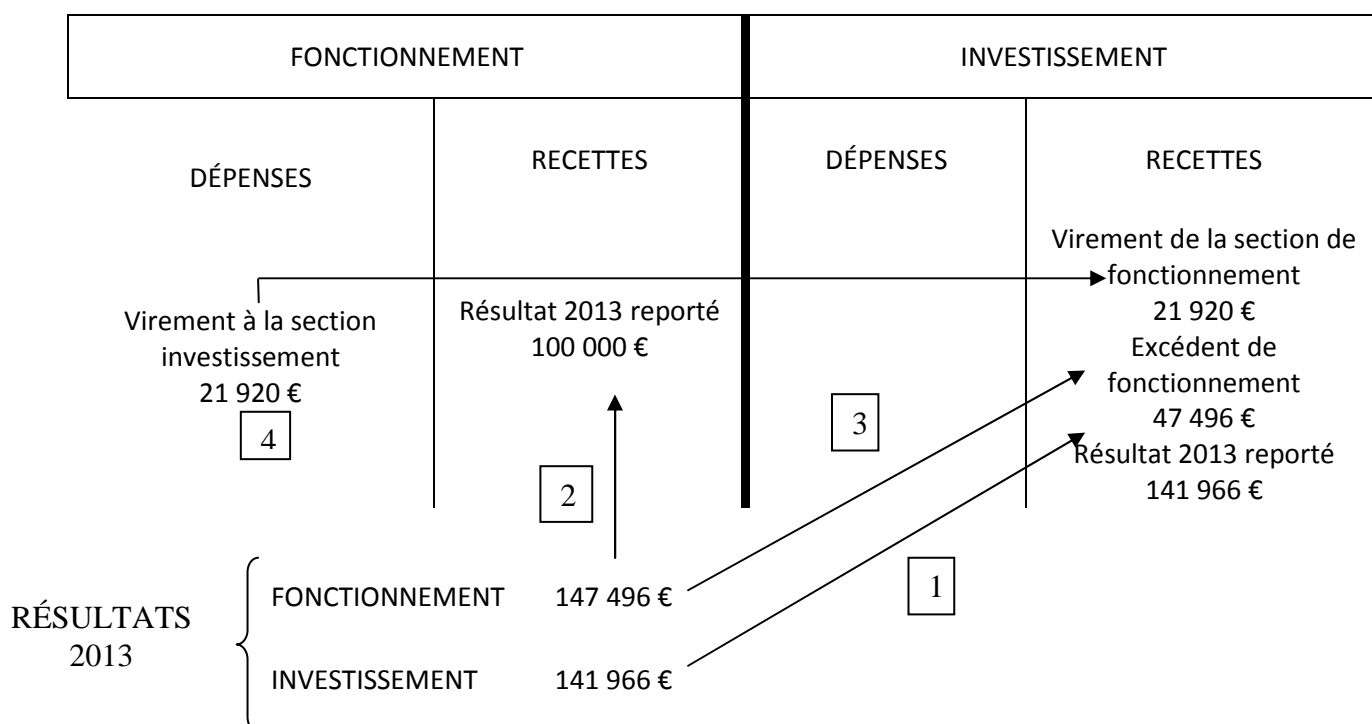 FONCTIONNEMENT
INVESTISSEMENT
DÉPENSES
RECETTES
DÉPENSES
RECETTES
Virement à la section
investissement
21 920 €
4
Résultat 2013 reporté
100 000 €
2
3
Virement de la section de
fonctionnement
21 920 €
Excédent de
fonctionnement
47 496 €
Résultat 2013 reporté
141 966 €
1
RÉSULTATS
2013
FONCTIONNEMENT 147 496 €
INVESTISSEMENT 141 966 €